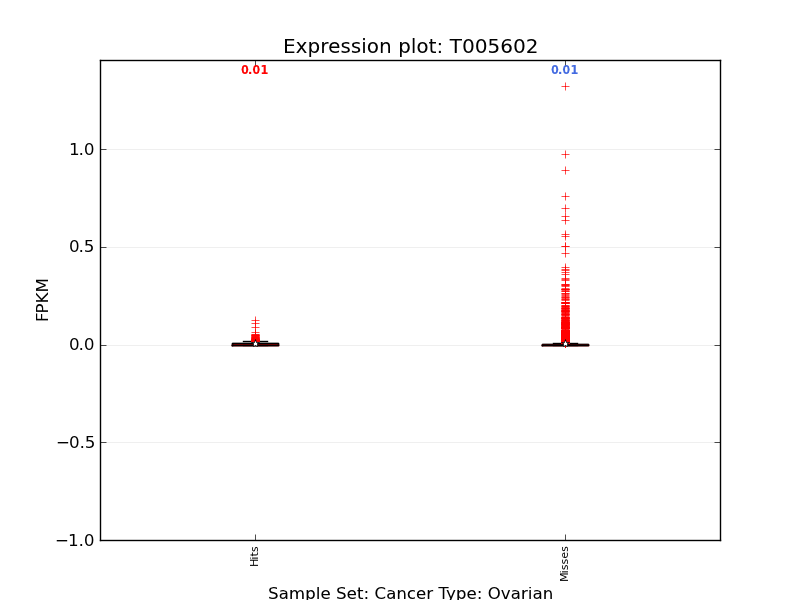 Expression plot: T005602
0.01
0.01
1.0
0.5
0.0
−0.5
−1.0
FPKM
Hits
Misses
Sample Set: Cancer Type: Ovarian